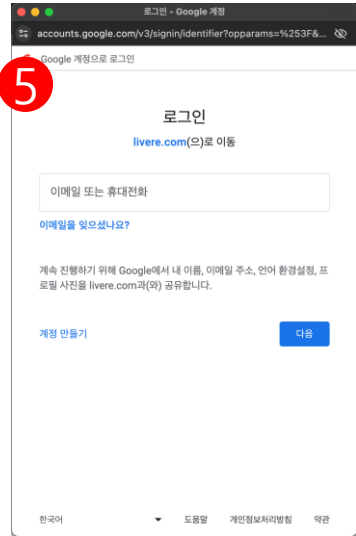 로그인 - Google 계정
accounts.google.com/v3/signin/identifier?opparams=%253F&...
Google 계정으로 로그인
5
로그인
livere.com(으)로 이동
이메일 또는 휴대전화
이메일을 잊으셨나요?
계속 진행하기 위해 Google에서 내 이름, 이메일 주소, 언어 환경설정, 프
로필 사진을 livere.com과(와) 공유합니다.
계정 만들기
다음
한국어
도움말
개인정보처리방침
약관